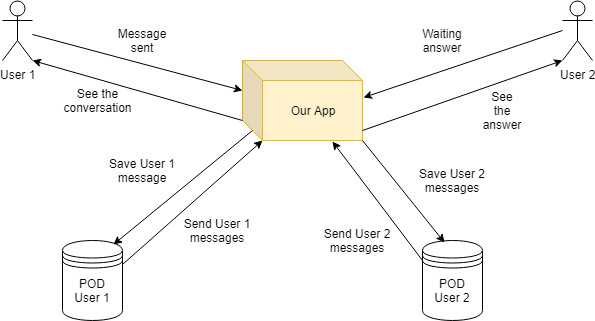 Message
sent
Waiting
answer
User 1
User 2
See the
conversation
See
the
answer
Our App
Save User 1
message
Save User 2
messages
Send User 1
messages
Send User 2
messages
POD
User 1
POD
User 2